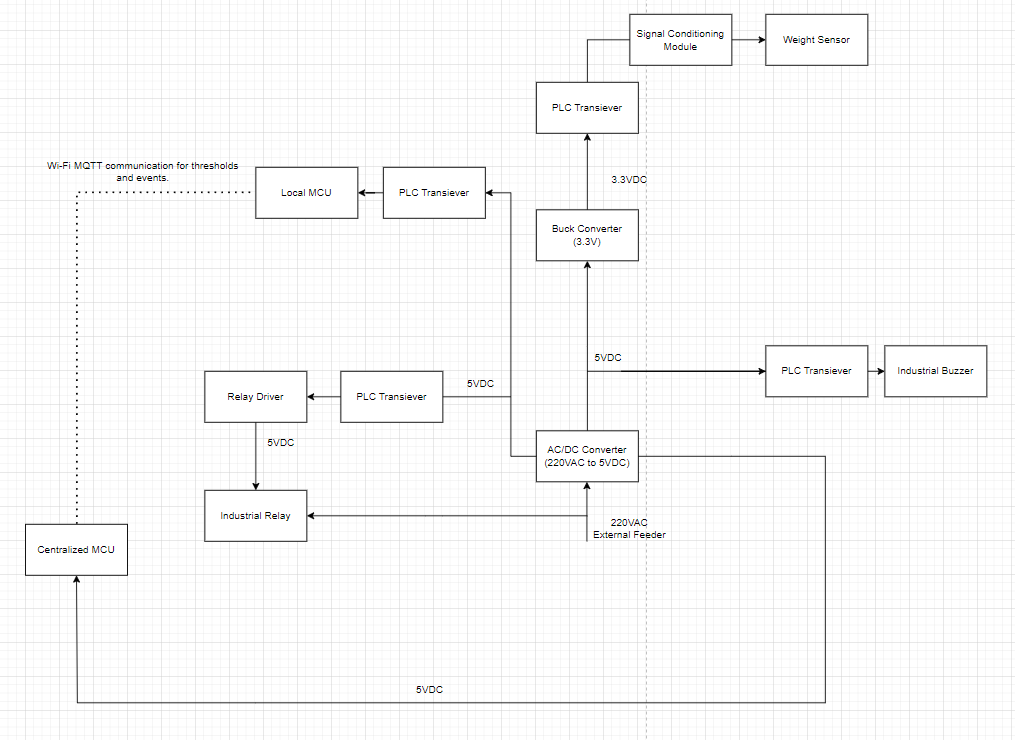 Signal Conditioning
Module
Weight Sensor
PLC Transiever
Wi-Fi MQTT communication for thresholds
and events.
3.3VDC
Local MCU
PLC Transiever
Buck Converter
(3.3V)
5VDC
PLC Transiever
Industrial Buzzer
5VDC
Relay Driver
PLC Transiever
5VDC
AC/DC Converter
(220VAC to 5VDC)
Industrial Relay
220VAC
External Feeder
Centralized MCU
5VDC